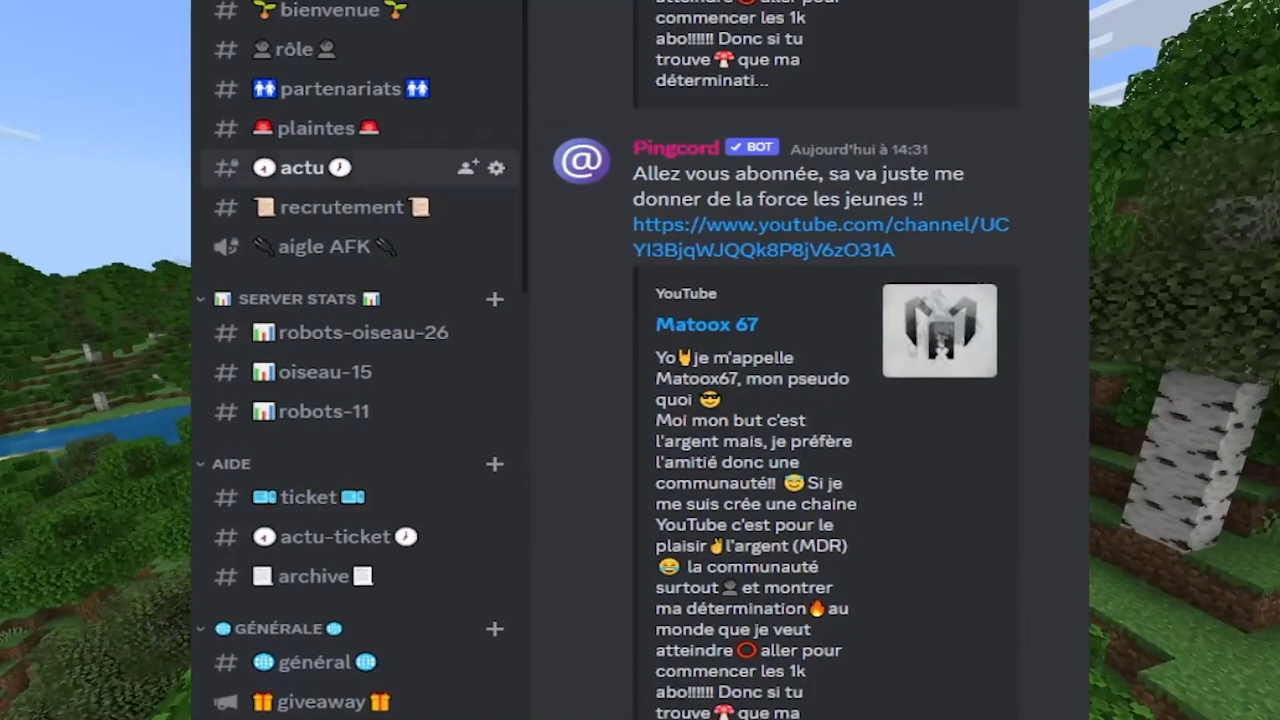 # 🌱 bienvenue 🌱
# 👤 rôle 👤
# 🚻 partenariats 🚻
# 🚨 plaintes 🚨
# 🕢 actu 🕖
# 📜 recrutement 📜
🔌 aigle AFK 🔌
📊 SERVER STATS 📊 +
# 📊 robots-oiseau-26
# 📊 oiseau-15
# 📊 robots-11
AIDE +
# 🎟 ticket 🎟
# 🕢 actu-ticket 🕖
# 📃 archive 📃
🌐 GÉNÉRALE 🌐 +
# 🌐 général 🌐
🎁 giveaway 🎁
atteindre ⭕ aller pour
commencer les 1k
abo!!!!!! Donc si tu
trouve 🍄 que ma
déterminati...
@
Pingcord ✓ BOT Aujourd'hui à 14:31
Allez vous abonnée, sa va juste me
donner de la force les jeunes !!
https://www.youtube.com/channel/UC
YI3BjqWJQQk8P8jV6zO31A
YouTube
Matoox 67
Yo🤘je m'appelle
Matoox67, mon pseudo
quoi 😎
Moi mon but c'est
l'argent mais, je préfère
l'amitié donc une
communauté!! 😇 Si je
me suis crée une chaine
YouTube c'est pour le
plaisir✌l'argent (MDR)
😂 la communauté
surtout👤 et montrer
ma détermination🔥au
monde que je veut
atteindre ⭕ aller pour
commencer les 1k
abo!!!!!! Donc si tu
trouve 🍄 que ma